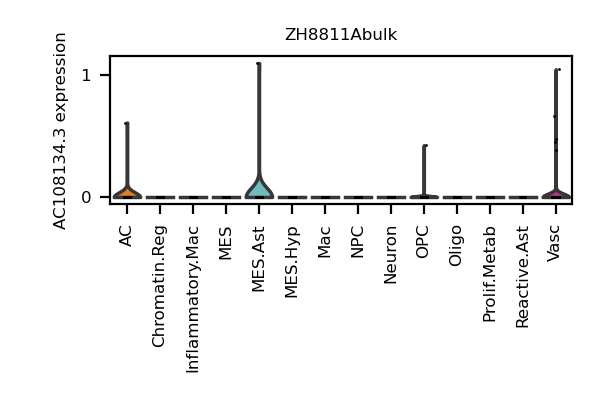 ZH8811Abulk
AC108134.3 expression
1
0
AC
Chromatin.Reg
Inflammatory.Mac
MES
MES.Ast
MES.Hyp
Mac
NPC
Neuron
OPC
Oligo
Prolif.Metab
Reactive.Ast
Vasc